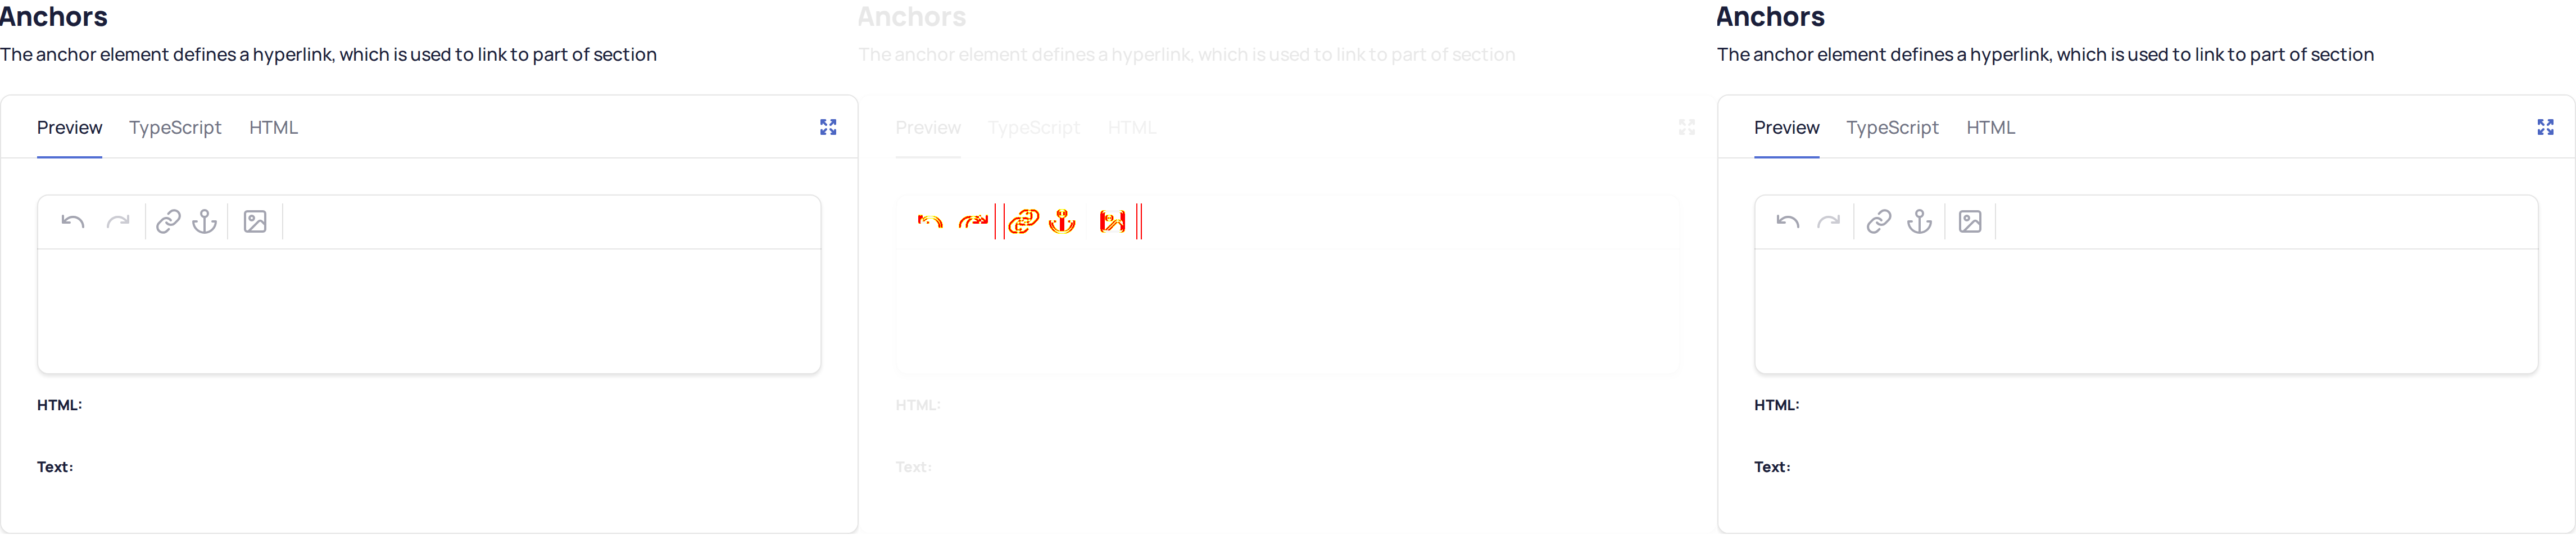 Anchors
The anchor element defines a hyperlink, which is used to link to part of section
Preview TypeScript HTML
HTML:
Text:
Anchors
The anchor element defines a hyperlink, which is used to link to part of section
Preview TypeScript HTML
HTML:
Text:
Anchors
The anchor element defines a hyperlink, which is used to link to part of section
Preview TypeScript HTML
HTML:
Text: